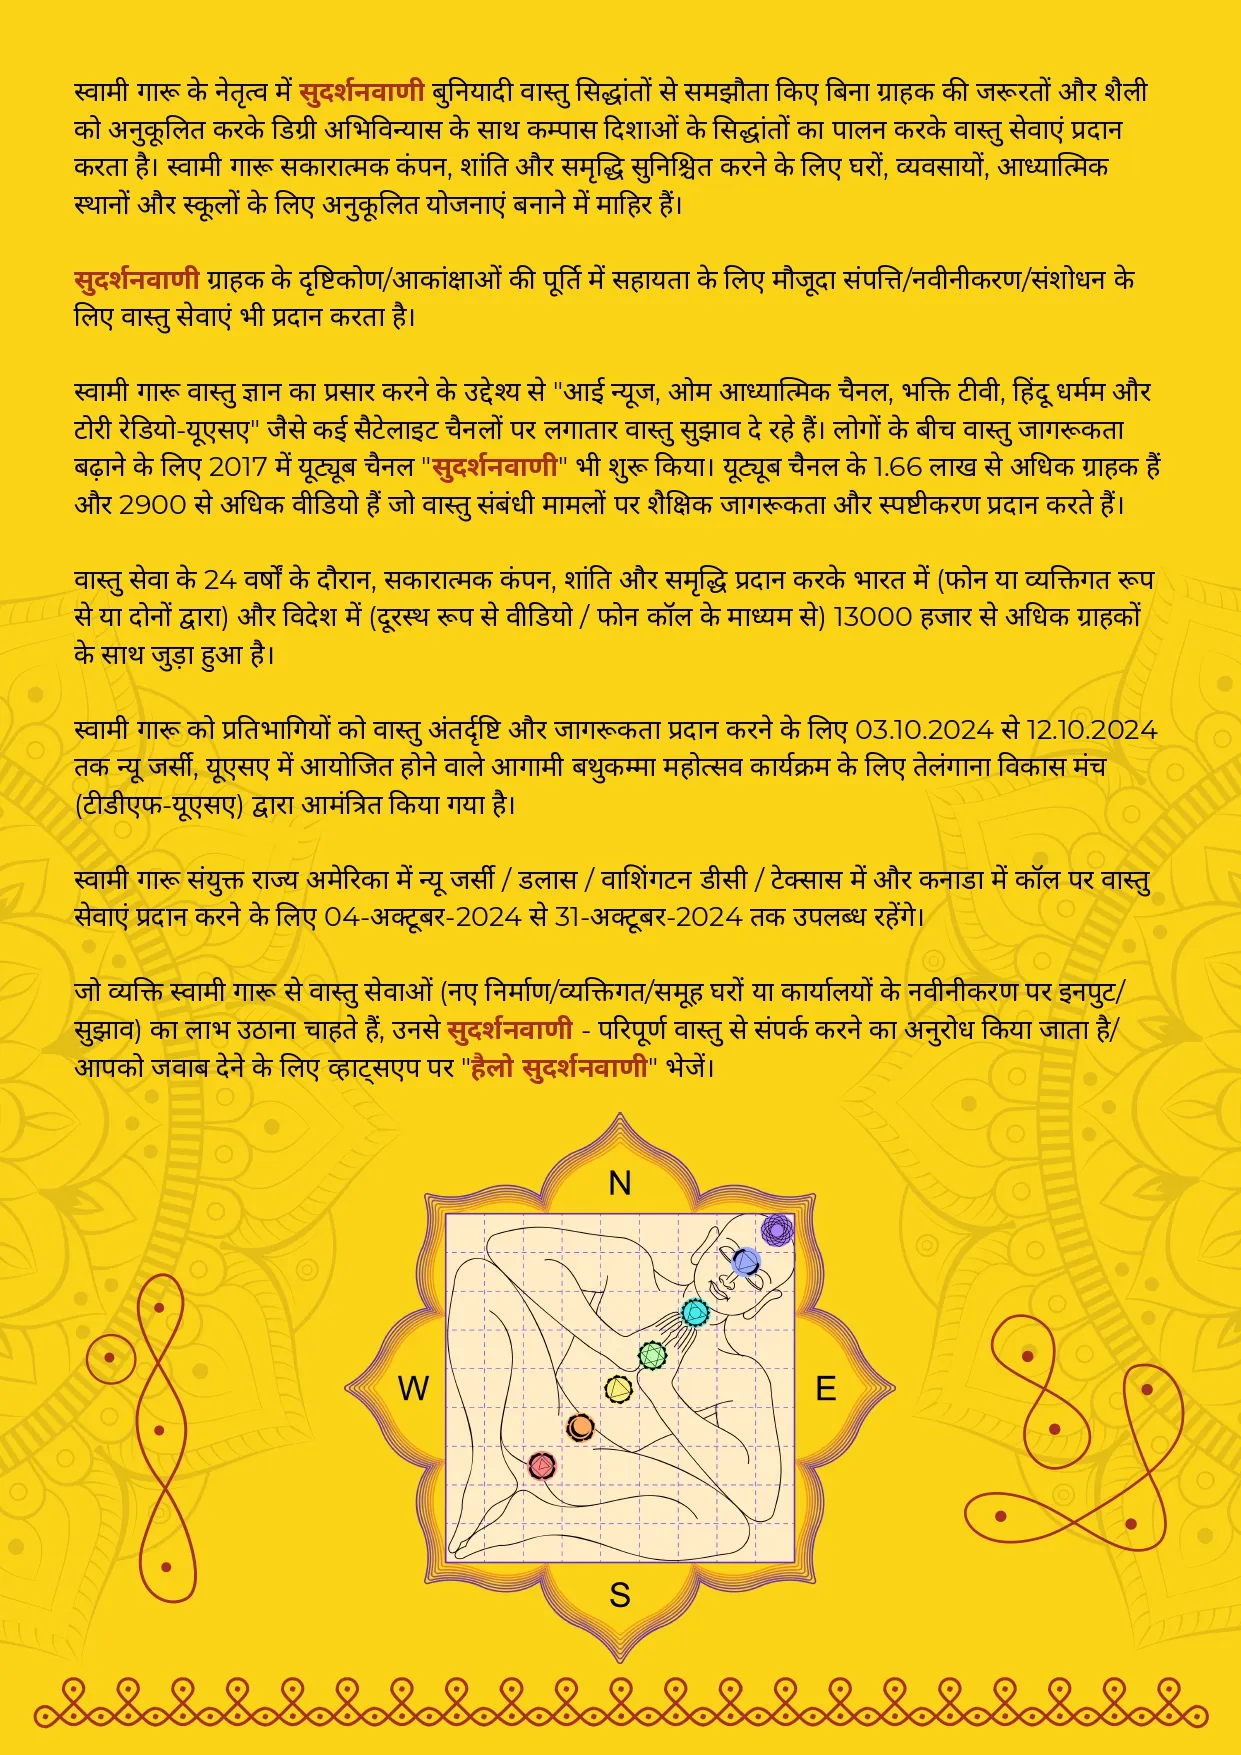 स्वामी गारू के नेतृत्व में सुदर्शनवाणी बुनियादी वास्तु सिद्धांतों से समझौता किए बिना ग्राहक की जरूरतों और शैली
को अनुकूलित करके डिग्री अभिविन्यास के साथ कम्पास दिशाओं के सिद्धांतों का पालन करके वास्तु सेवाएं प्रदान
करता है। स्वामी गारू सकारात्मक कंपन, शांति और समृद्धि सुनिश्चित करने के लिए घरों, व्यवसायों, आध्यात्मिक
स्थानों और स्कूलों के लिए अनुकूलित योजनाएं बनाने में माहिर हैं।
सुदर्शनवाणी ग्राहक के दृष्टिकोण/आकांक्षाओं की पूर्ति में सहायता के लिए मौजूदा संपत्ति/नवीनीकरण/संशोधन के
लिए वास्तु सेवाएं भी प्रदान करता है।
स्वामी गारू वास्तु ज्ञान का प्रसार करने के उद्देश्य से "आई न्यूज, ओम आध्यात्मिक चैनल, भक्ति टीवी, हिंदू धर्मम और
टोरी रेडियो-यूएसए" जैसे कई सैटेलाइट चैनलों पर लगातार वास्तु सुझाव दे रहे हैं। लोगों के बीच वास्तु जागरूकता
बढ़ाने के लिए 2017 में यूट्यूब चैनल "सुदर्शनवाणी" भी शुरू किया। यूट्यूब चैनल के 1.66 लाख से अधिक ग्राहक हैं
और 2900 से अधिक वीडियो हैं जो वास्तु संबंधी मामलों पर शैक्षिक जागरूकता और स्पष्टीकरण प्रदान करते हैं।
वास्तु सेवा के 24 वर्षों के दौरान, सकारात्मक कंपन, शांति और समृद्धि प्रदान करके भारत में (फोन या व्यक्तिगत रूप
से या दोनों द्वारा) और विदेश में (दूरस्थ रूप से वीडियो / फोन कॉल के माध्यम से) 13000 हजार से अधिक ग्राहकों
के साथ जुड़ा हुआ है।
स्वामी गारू को प्रतिभागियों को वास्तु अंतर्दृष्टि और जागरूकता प्रदान करने के लिए 03.10.2024 से 12.10.2024
तक न्यू जर्सी, यूएसए में आयोजित होने वाले आगामी बथुकम्मा महोत्सव कार्यक्रम के लिए तेलंगाना विकास मंच
(टीडीएफ-यूएसए) द्वारा आमंत्रित किया गया है।
स्वामी गारू संयुक्त राज्य अमेरिका में न्यू जर्सी / डलास / वाशिंगटन डीसी / टेक्सास में और कनाडा में कॉल पर वास्तु
सेवाएं प्रदान करने के लिए 04-अक्टूबर-2024 से 31-अक्टूबर-2024 तक उपलब्ध रहेंगे।
जो व्यक्ति स्वामी गारू से वास्तु सेवाओं (नए निर्माण/व्यक्तिगत/समूह घरों या कार्यालयों के नवीनीकरण पर इनपुट/
सुझाव) का लाभ उठाना चाहते हैं, उनसे सुदर्शनवाणी - परिपूर्ण वास्तु से संपर्क करने का अनुरोध किया जाता है/
आपको जवाब देने के लिए व्हाट्सएप पर "हैलो सुदर्शनवाणी" भेजें।
N
W
E
S